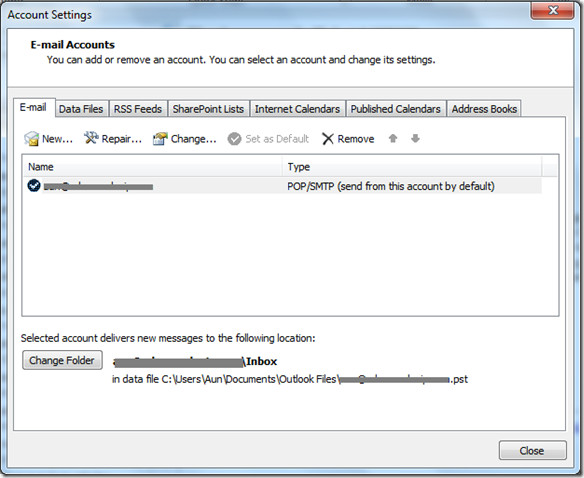 Account Settings
E-mail Accounts
You can add or remove an account. You can select an account and change its settings.
E-mail Data Files RSS Feeds SharePoint Lists Internet Calendars Published Calendars Address Books
New... Repair... Change... Set as Default Remove
Name Type
POP/SMTP (send from this account by default)
Selected account delivers new messages to the following location:
Change Folder \Inbox
in data file C:\Users\Aun\Documents\Outlook Files\ .pst
Close